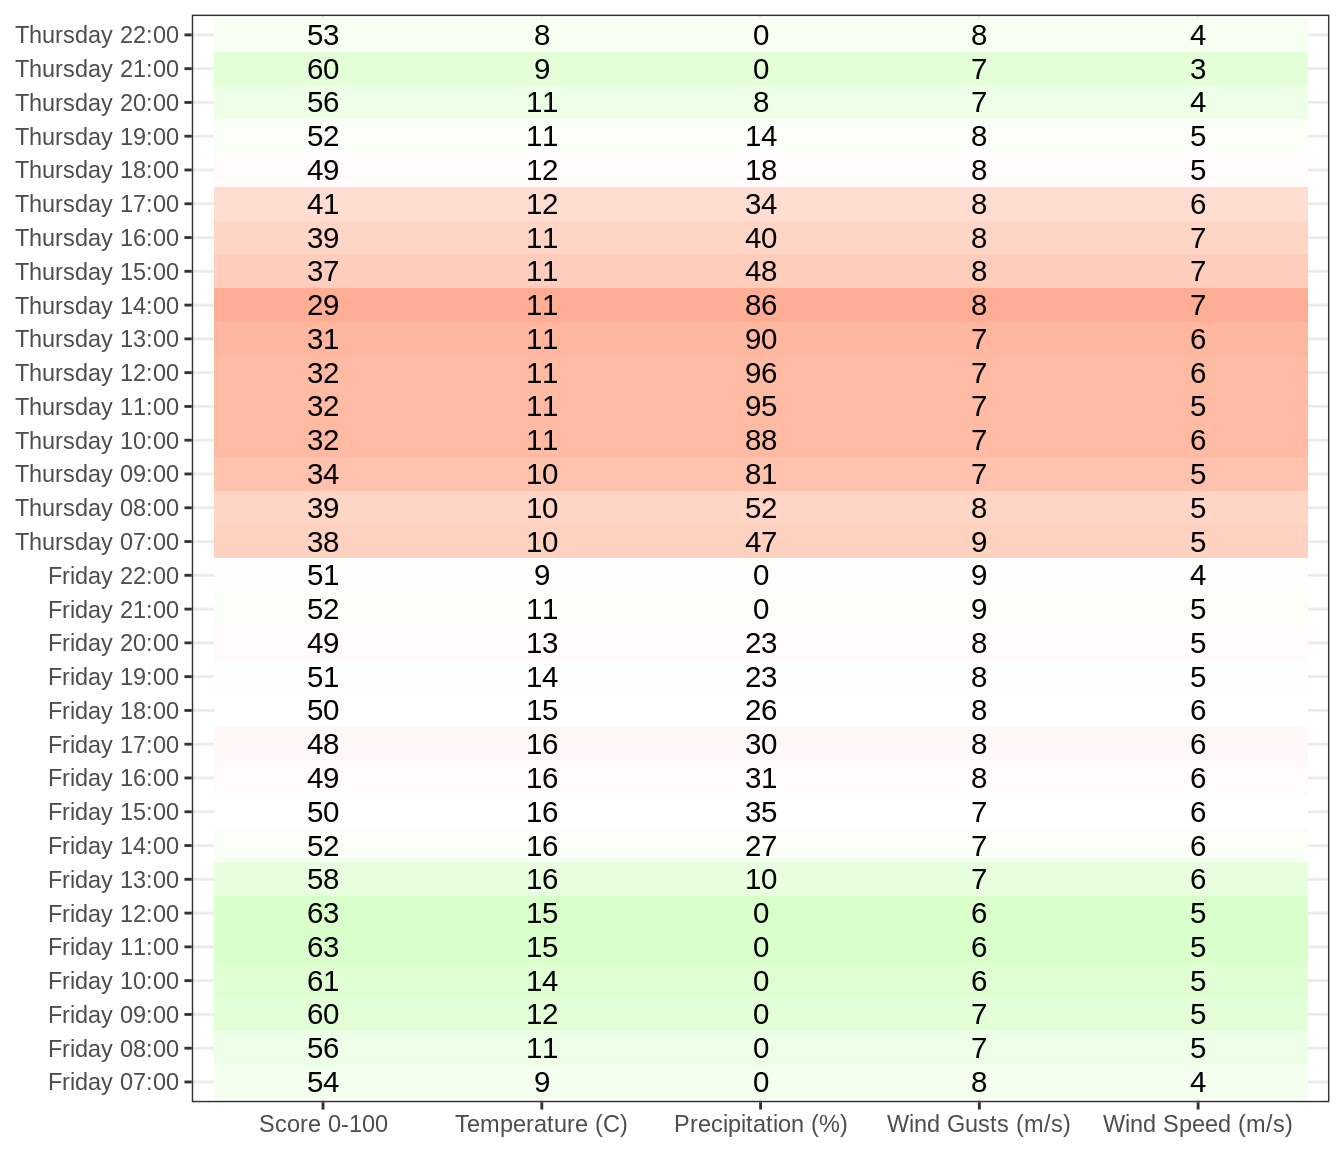 Thursday 22:00 53 8 0 8 4
Thursday 21:00 60 9 0 7 3
Thursday 20:00 56 11 8 7 4
Thursday 19:00 52 11 14 8 5
Thursday 18:00 49 12 18 8 5
Thursday 17:00 41 12 34 8 6
Thursday 16:00 39 11 40 8 7
Thursday 15:00 37 11 48 8 7
Thursday 14:00 29 11 86 8 7
Thursday 13:00 31 11 90 7 6
Thursday 12:00 32 11 96 7 6
Thursday 11:00 32 11 95 7 5
Thursday 10:00 32 11 88 7 6
Thursday 09:00 34 10 81 7 5
Thursday 08:00 39 10 52 8 5
Thursday 07:00 38 10 47 9 5
Friday 22:00 51 9 0 9 4
Friday 21:00 52 11 0 9 5
Friday 20:00 49 13 23 8 5
Friday 19:00 51 14 23 8 5
Friday 18:00 50 15 26 8 6
Friday 17:00 48 16 30 8 6
Friday 16:00 49 16 31 8 6
Friday 15:00 50 16 35 7 6
Friday 14:00 52 16 27 7 6
Friday 13:00 58 16 10 7 6
Friday 12:00 63 15 0 6 5
Friday 11:00 63 15 0 6 5
Friday 10:00 61 14 0 6 5
Friday 09:00 60 12 0 7 5
Friday 08:00 56 11 0 7 5
Friday 07:00 54 9 0 8 4
Score 0-100 Temperature (C) Precipitation (%) Wind Gusts (m/s) Wind Speed (m/s)